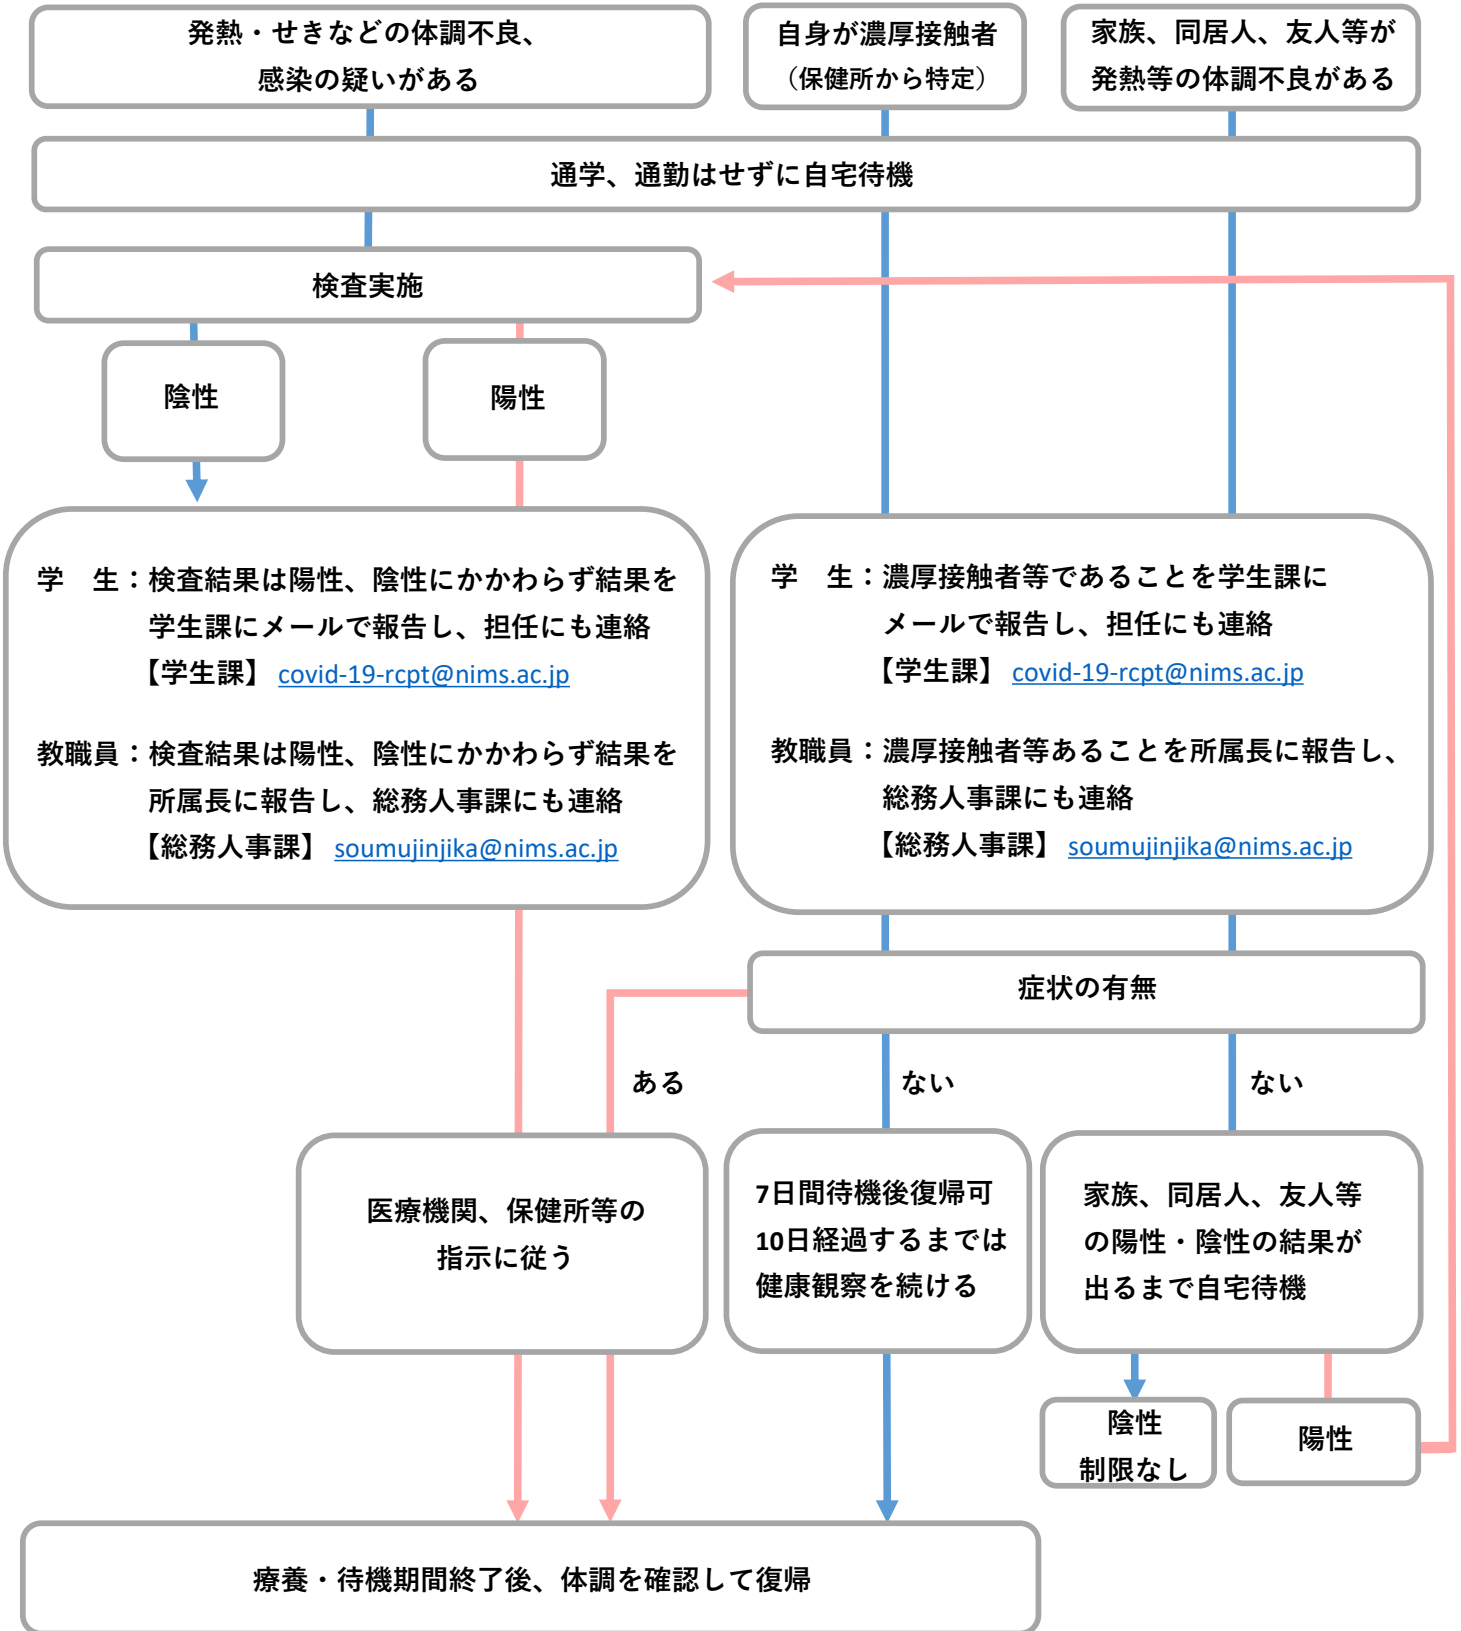 発熱・せきなどの体調不良、
感染の疑いがある
自身が濃厚接触者
（保健所から特定）
家族、同居人、友人等が
発熱等の体調不良がある
通学、通勤はせずに自宅待機
検査実施
陰性
陽性
学　生：検査結果は陽性、陰性にかかわらず結果を
学生課にメールで報告し、担任にも連絡
【学生課】 covid-19-rcpt@nims.ac.jp
教職員：検査結果は陽性、陰性にかかわらず結果を
所属長に報告し、総務人事課にも連絡
【総務人事課】 soumujinjika@nims.ac.jp
学　生：濃厚接触者等であることを学生課に
メールで報告し、担任にも連絡
【学生課】 covid-19-rcpt@nims.ac.jp
教職員：濃厚接触者等あることを所属長に報告し、
総務人事課にも連絡
【総務人事課】 soumujinjika@nims.ac.jp
症状の有無
ある
ない
ない
医療機関、保健所等の
指示に従う
7日間待機後復帰可
10日経過するまでは
健康観察を続ける
家族、同居人、友人等
の陽性・陰性の結果が
出るまで自宅待機
陰性
制限なし
陽性
療養・待機期間終了後、体調を確認して復帰